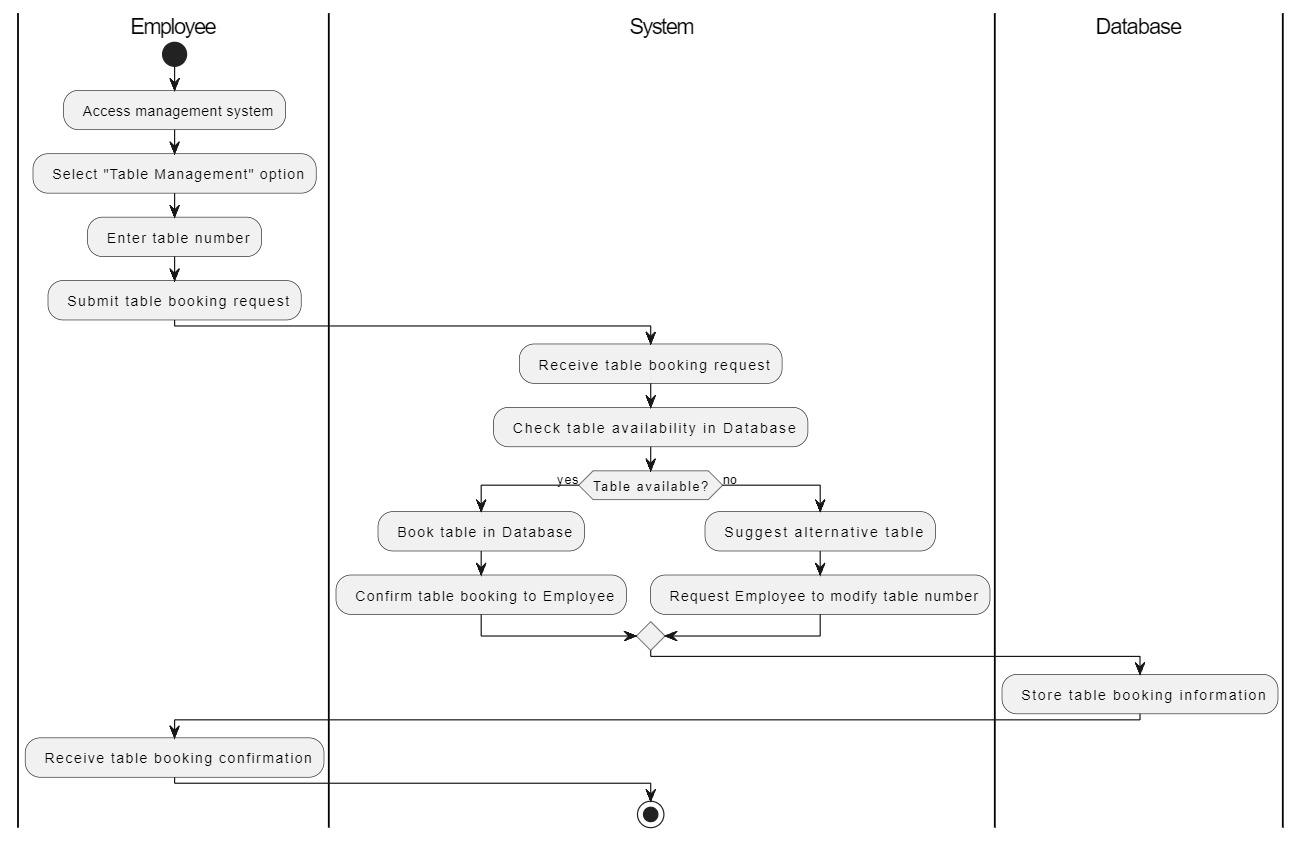 Employee
System
Database
Access management system
Select "Table Management" option
Enter table number
Submit table booking request
Receive table booking request
Check table availability in Database
yes
Table available?
no
Book table in Database
Suggest alternative table
Confirm table booking to Employee
Request Employee to modify table number
Store table booking information
Receive table booking confirmation